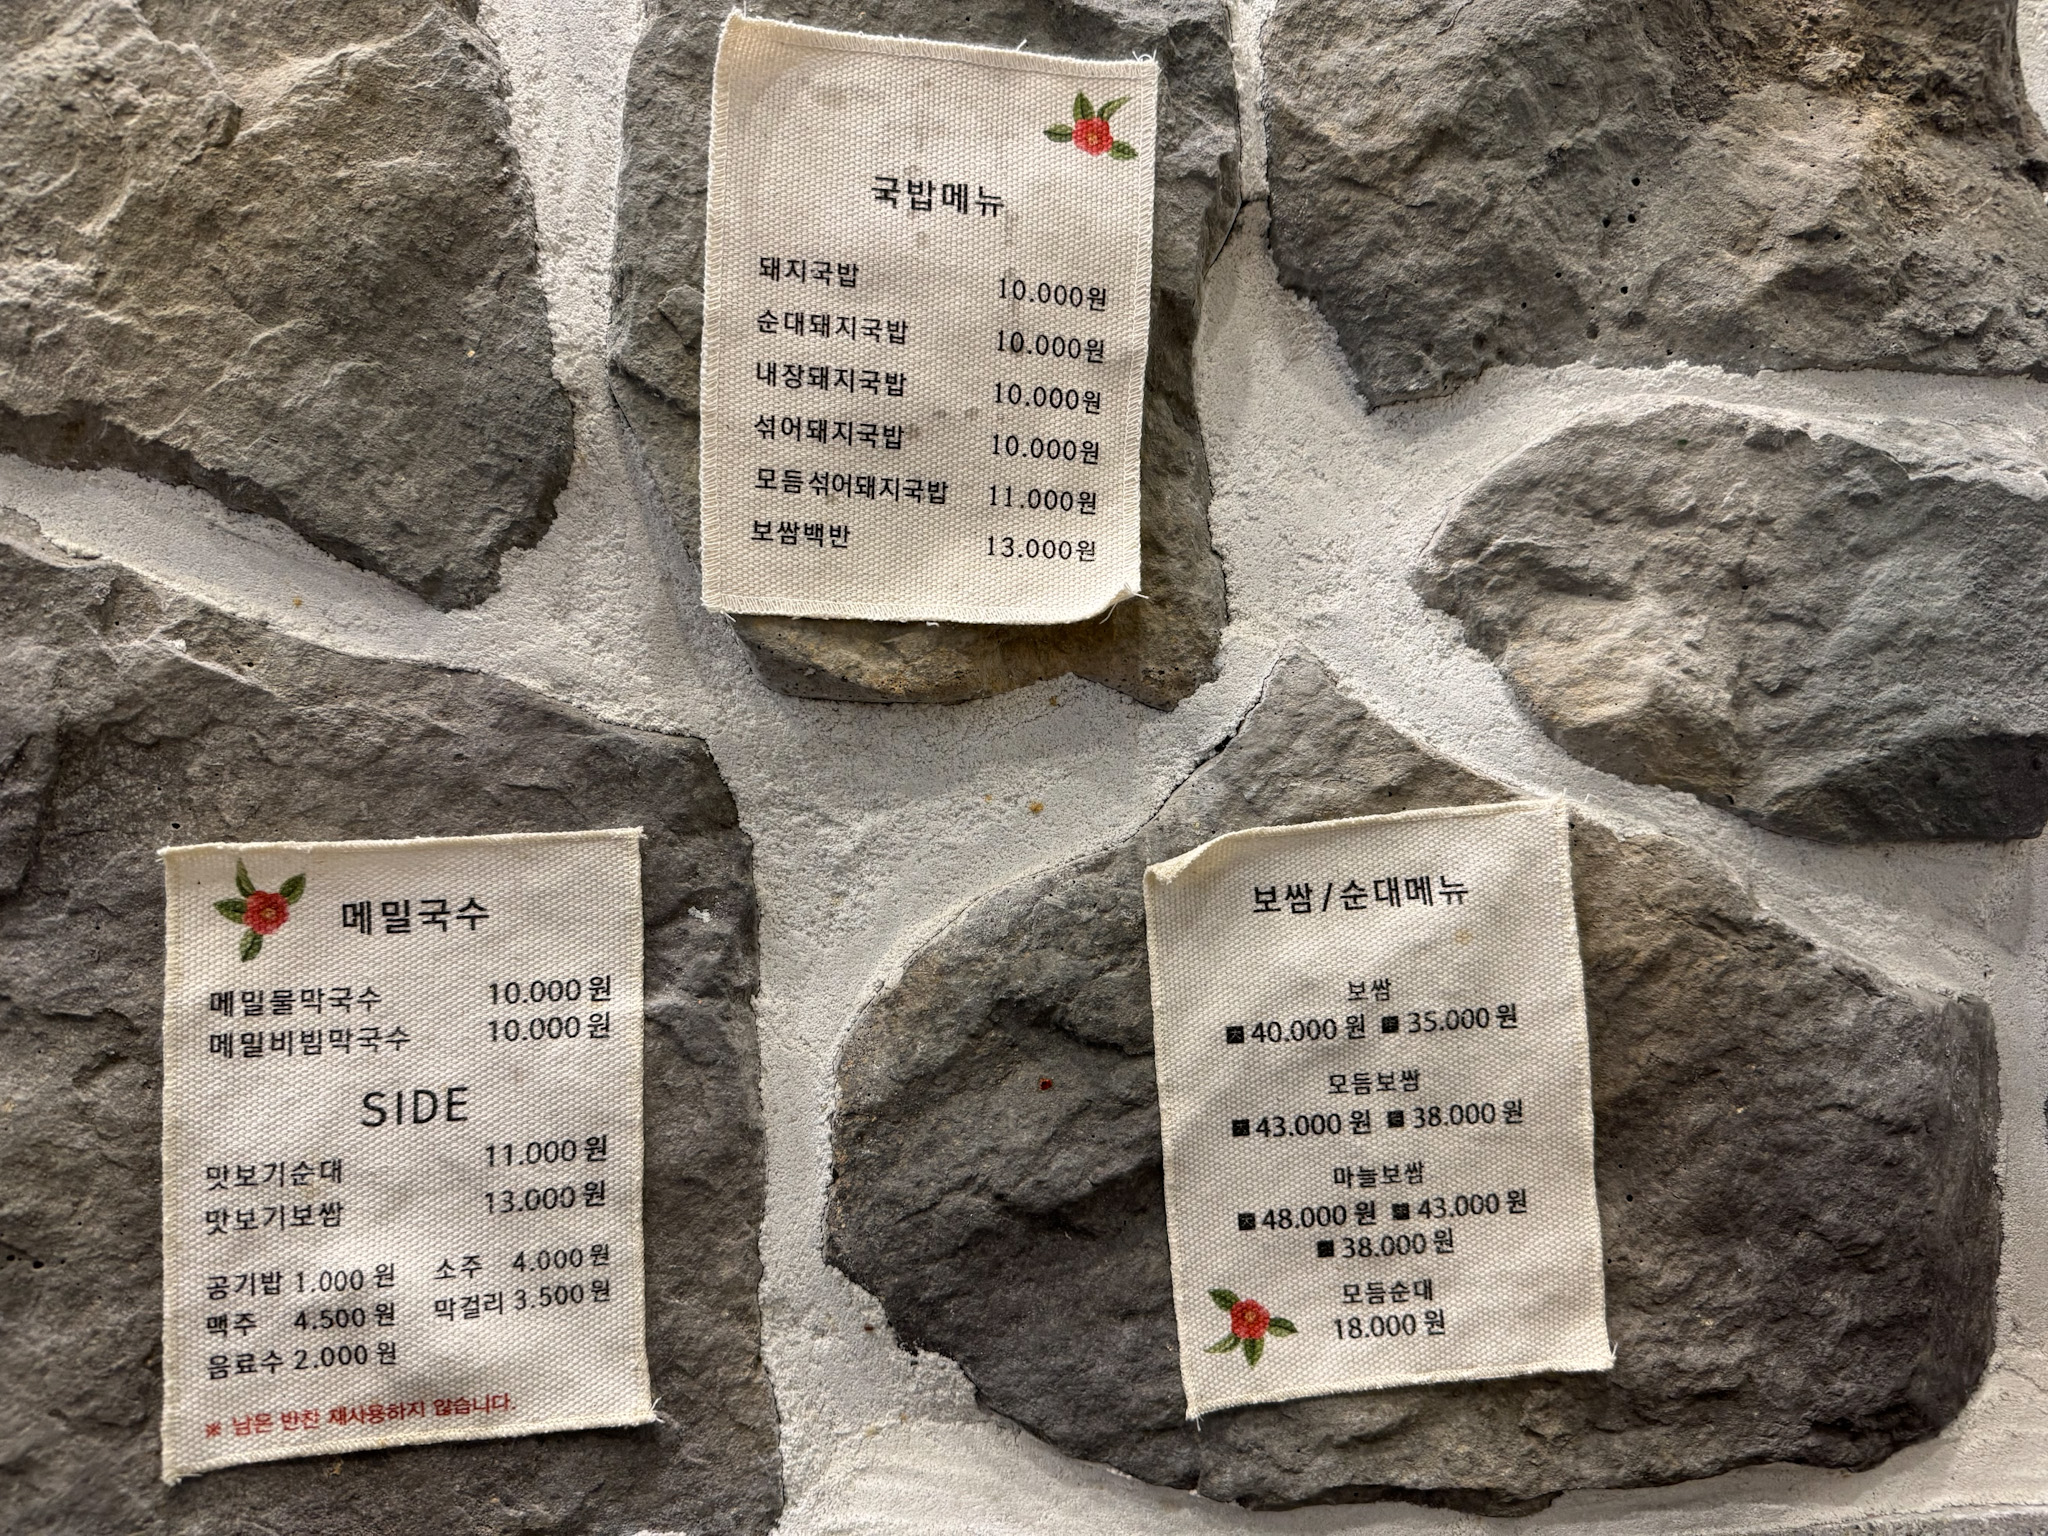 국밥메뉴
돼지국밥 10.000원
순대돼지국밥 10.000원
내장돼지국밥 10.000원
섞어돼지국밥 10.000원
모듬섞어돼지국밥 11.000원
보쌈백반 13.000원
메밀국수
메밀물막국수 10.000원
메밀비빔막국수 10.000원
SIDE
맛보기순대 11.000원
맛보기보쌈 13.000원
공기밥 1.000원 소주 4.000원
맥주 4.500원 막걸리 3.500원
음료수 2.000원
※ 남은 반찬 재사용하지 않습니다.
보쌈/순대메뉴
보쌈
40.000원 35.000원
모듬보쌈
43.000원 38.000원
마늘보쌈
48.000원 43.000원
38.000원
모듬순대
18.000원